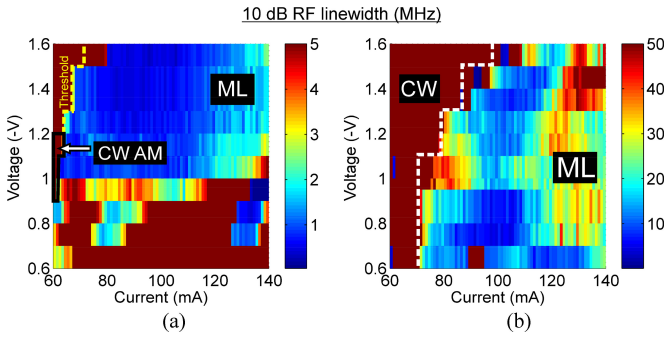 10 dB RF linewidth (MHz)
1.6
1.4
1.2
1
0.8
0.6
Voltage (-V)
60
80
100
120
140
Current (mA)
Threshold
ML
CW AM
5
4
3
2
1
(a)
1.6
1.4
1.2
1
0.8
0.6
Voltage (-V)
60
80
100
120
140
Current (mA)
CW
ML
50
40
30
20
10
0
(b)